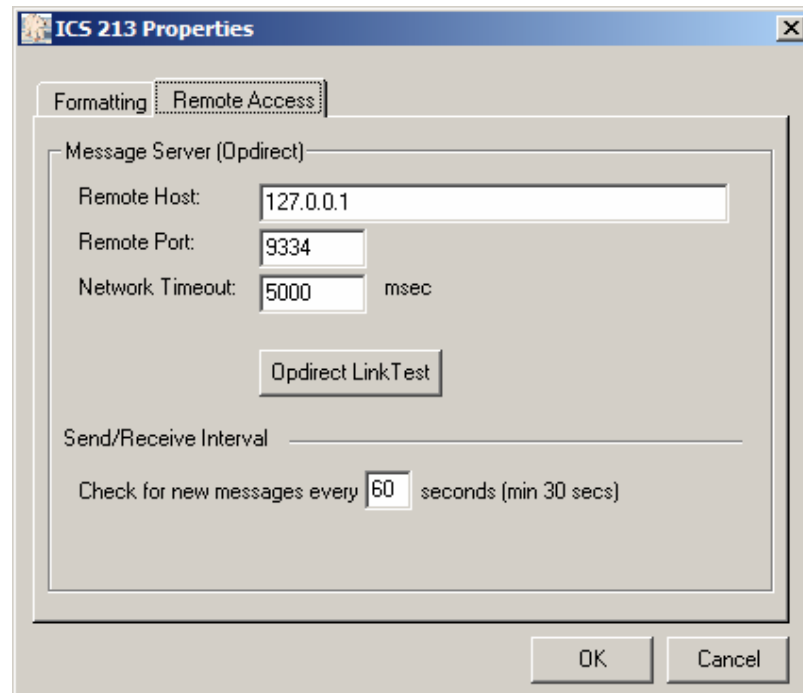 ICS 213 Properties
Formatting Remote Access
Message Server (Opdirect)
Remote Host: 127.0.0.1
Remote Port: 9334
Network Timeout: 5000 msec
Opdirect LinkTest
Send/Receive Interval
Check for new messages every 60 seconds (min 30 secs)
OK Cancel